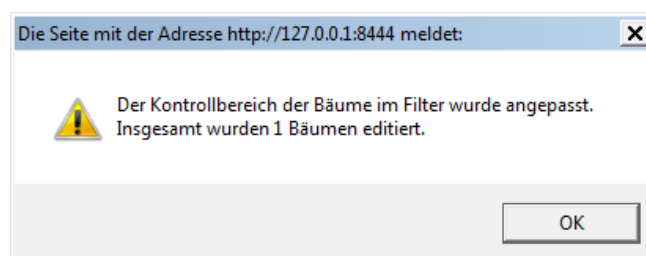 Die Seite mit der Adresse http://127.0.0.1:8444 meldet:
Der Kontrollbereich der Bäume im Filter wurde angepasst.
Insgesamt wurden 1 Bäumen editiert.
OK